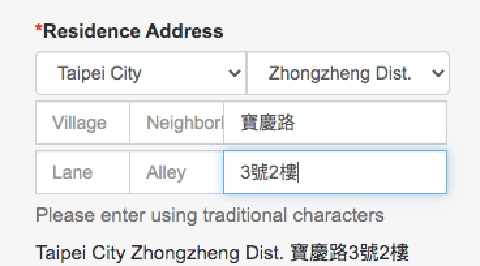 *Residence Address
Taipei City Zhongzheng Dist.
Village Neighborl 寶慶路
Lane Alley 3號2樓
Please enter using traditional characters
Taipei City Zhongzheng Dist. 寶慶路3號2樓